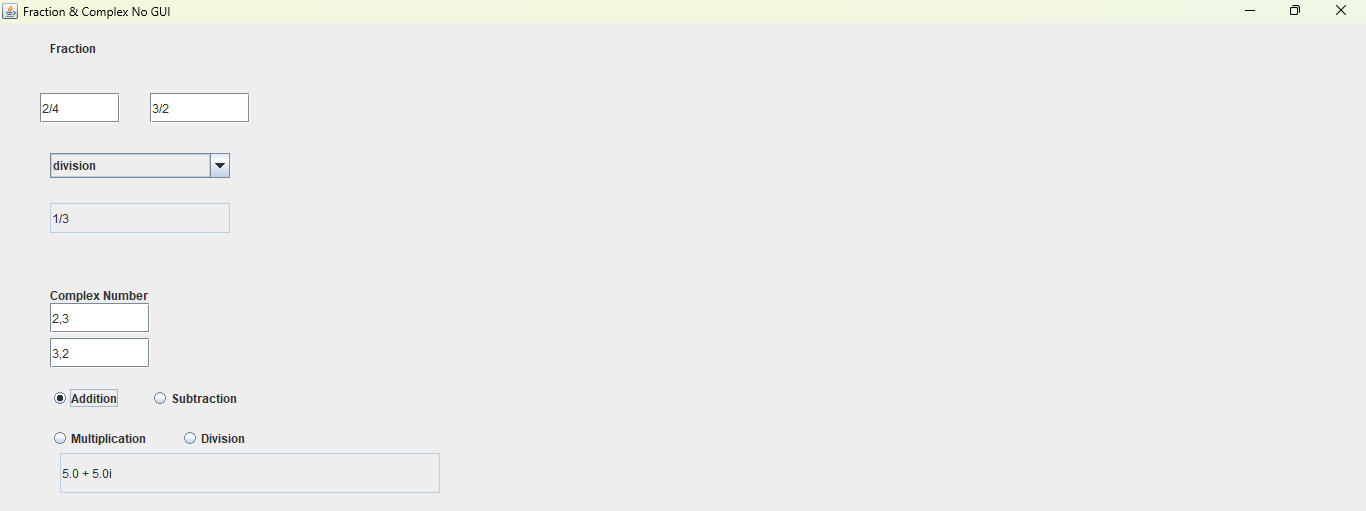 Fraction & Complex No GUI
Fraction
2/4 3/2
division
1/3
Complex Number
2,3
3,2
Addition Subtraction
Multiplication Division
5.0 + 5.0i